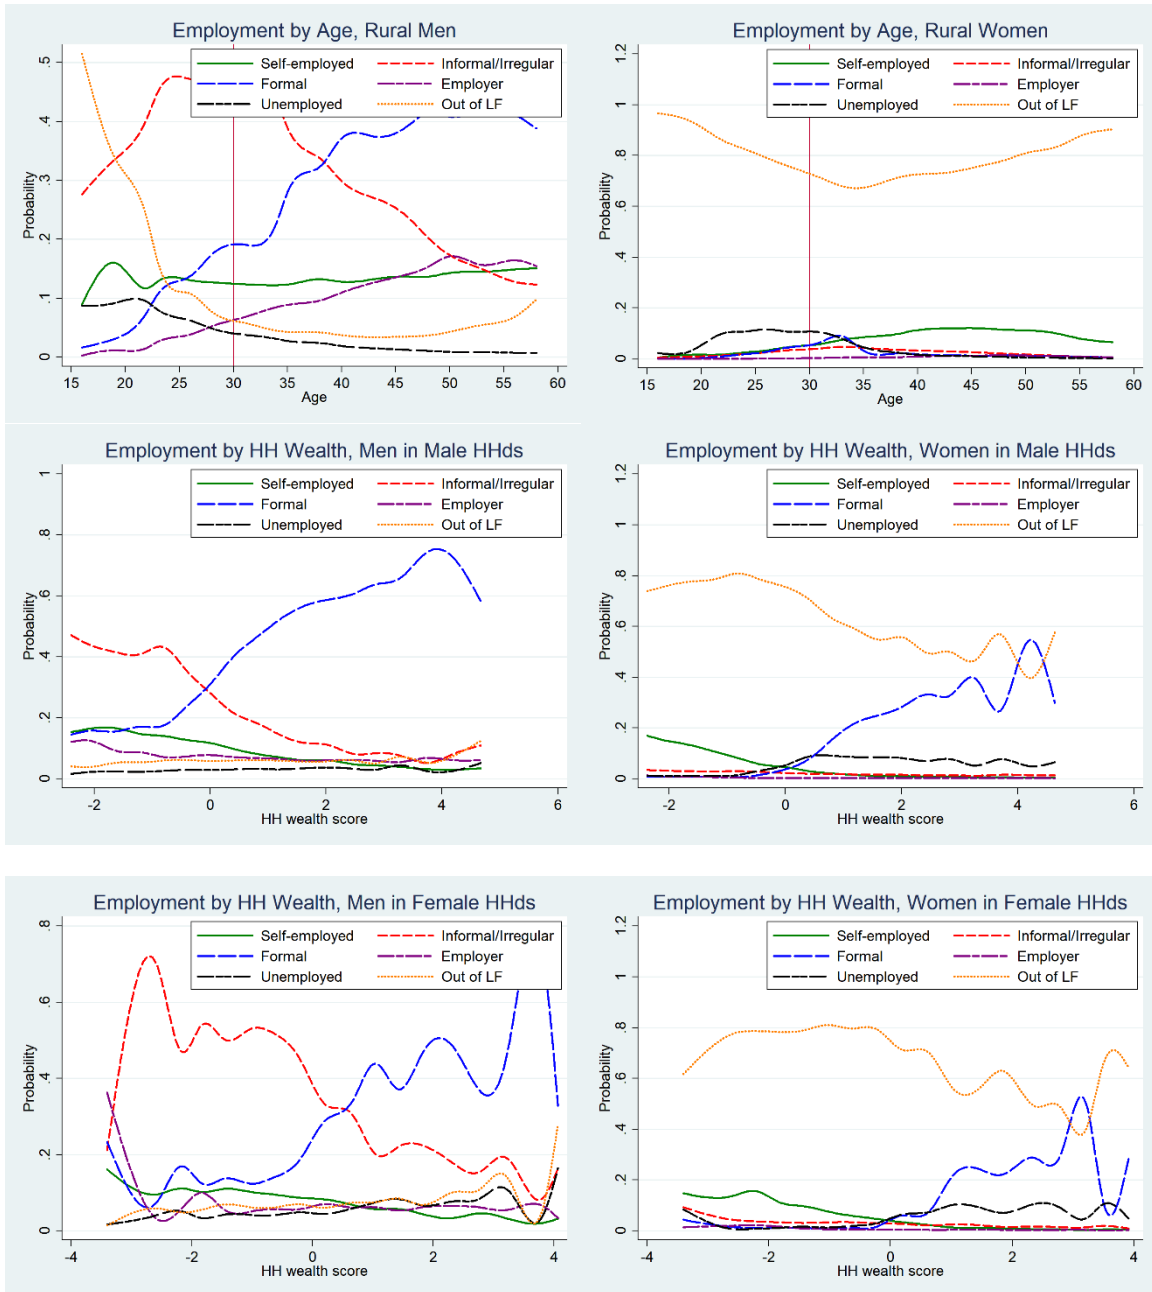 Employment by Age, Rural Men
Self-employed Informal/Irregular
Formal Employer
Unemployed Out of LF
Probability
.5
.4
.3
.2
.1
0
15 20 25 30 35 40 45 50 55 60
Age
Employment by Age, Rural Women
Self-employed Informal/Irregular
Formal Employer
Unemployed Out of LF
Probability
1.2
1
.8
.6
.4
.2
0
15 20 25 30 35 40 45 50 55 60
Age
Employment by HH Wealth, Men in Male HHds
Self-employed Informal/Irregular
Formal Employer
Unemployed Out of LF
Probability
1
.8
.6
.4
.2
0
-2 0 2 4 6
HH wealth score
Employment by HH Wealth, Women in Male HHds
Self-employed Informal/Irregular
Formal Employer
Unemployed Out of LF
Probability
1.2
1
.8
.6
.4
.2
0
-2 0 2 4 6
HH wealth score
Employment by HH Wealth, Men in Female HHds
Self-employed Informal/Irregular
Formal Employer
Unemployed Out of LF
Probability
.8
.6
.4
.2
0
-4 -2 0 2 4
HH wealth score
Employment by HH Wealth, Women in Female HHds
Self-employed Informal/Irregular
Formal Employer
Unemployed Out of LF
Probability
1.2
1
.8
.6
.4
.2
0
-4 -2 0 2 4
HH wealth score